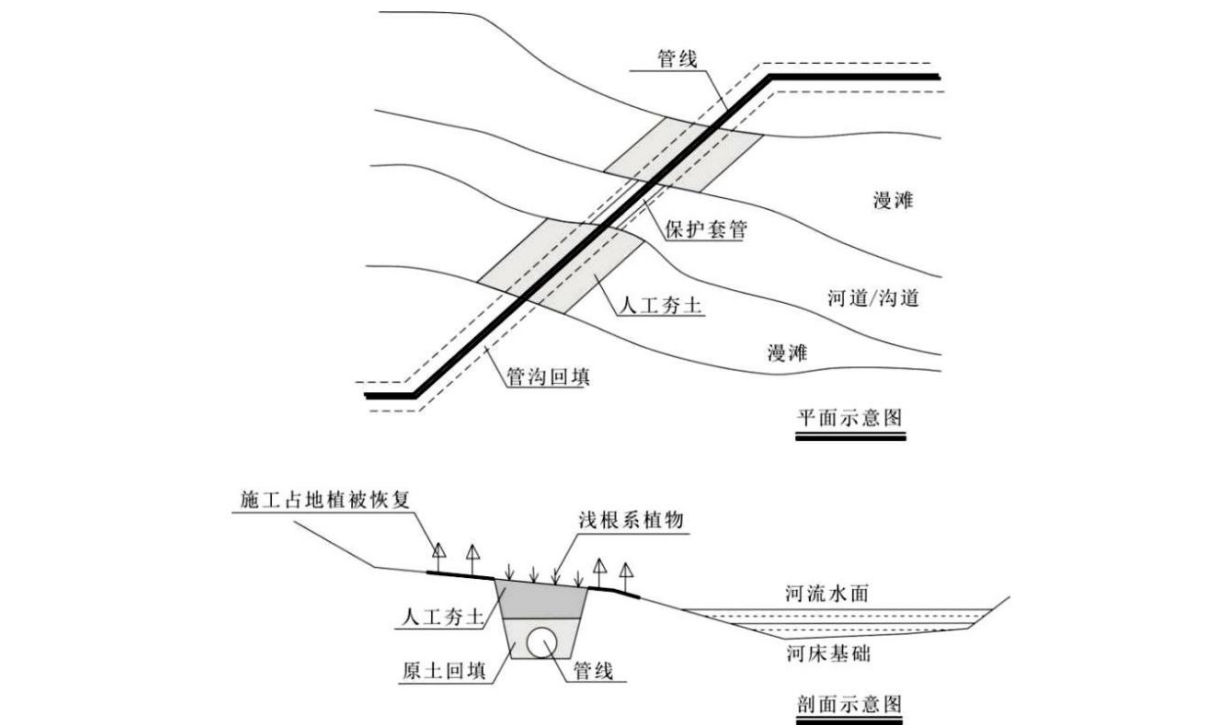 管线
漫滩
保护套管
河道/沟道
人工夯土
漫滩
管沟回填
平面示意图
施工占地植被恢复
浅根系植物
河流水面
人工夯土
河床基础
原土回填
管线
剖面示意图